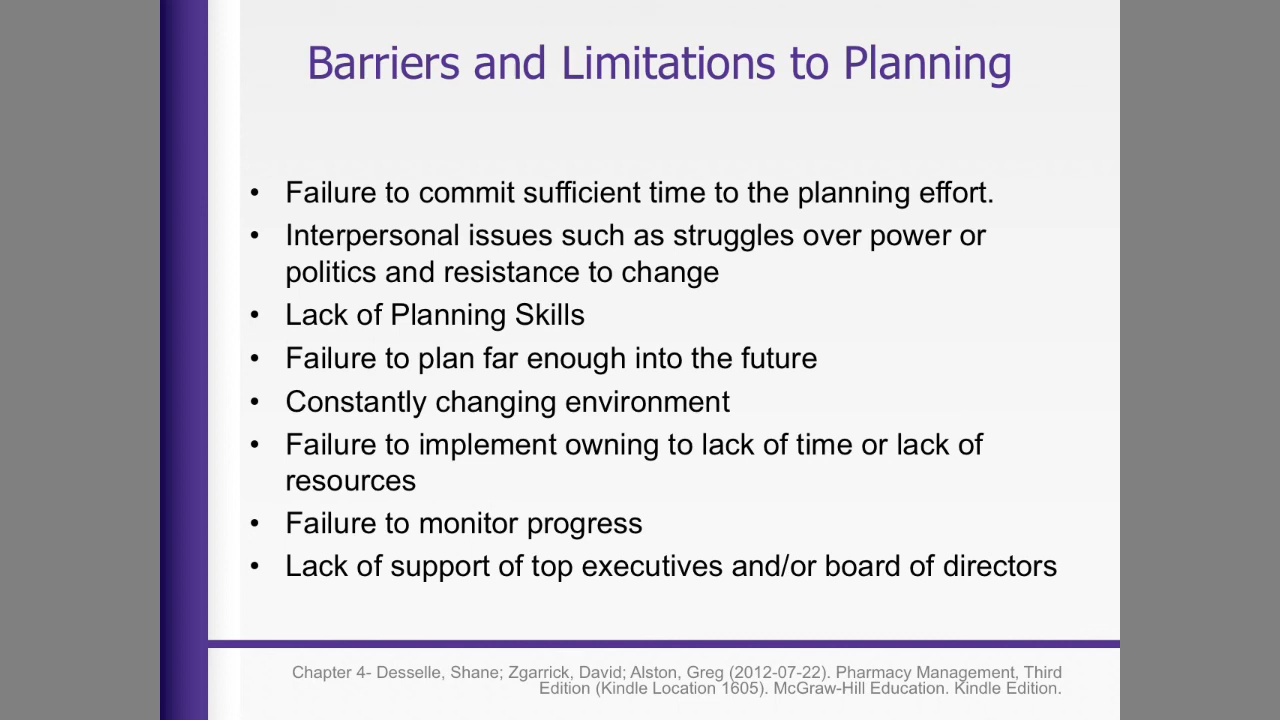 Barriers and Limitations to Planning
• Failure to commit sufficient time to the planning effort.
• Interpersonal issues such as struggles over power or
politics and resistance to change
• Lack of Planning Skills
• Failure to plan far enough into the future
• Constantly changing environment
• Failure to implement owning to lack of time or lack of
resources
• Failure to monitor progress
• Lack of support of top executives and/or board of directors
Chapter 4- Desselle, Shane; Zgarrick, David; Alston, Greg (2012-07-22). Pharmacy Management, Third
Edition (Kindle Location 1605). McGraw-Hill Education. Kindle Edition.